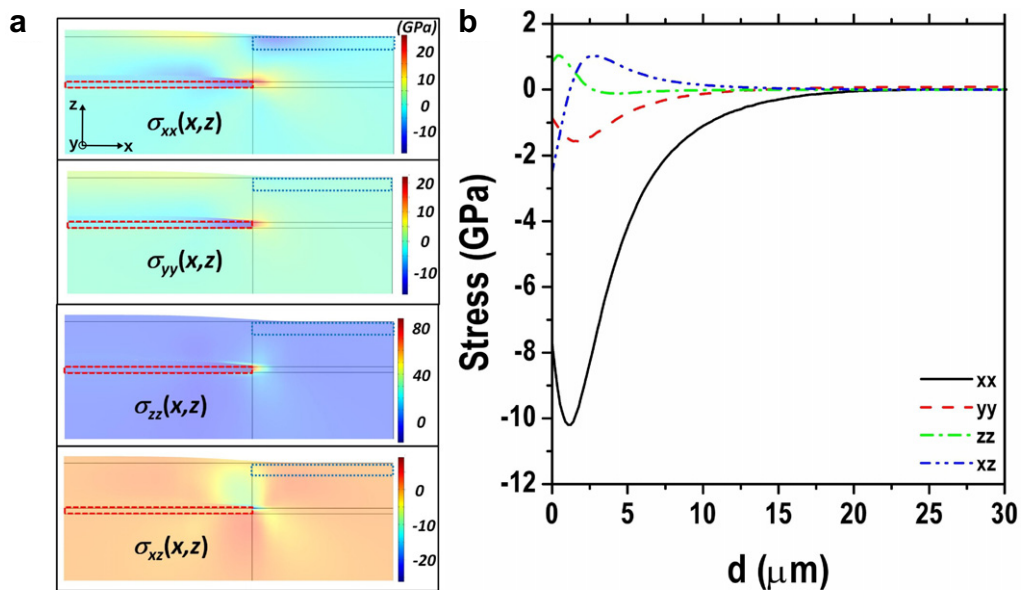 a
(GPa)
20
10
0
-10
z
y
x
σxx(x,z)
20
10
0
-10
σyy(x,z)
80
40
0
σzz(x,z)
0
-10
-20
σxz(x,z)
b
Stress (GPa)
2
0
-2
-4
-6
-8
-10
-12
xx
yy
zz
xz
0 5 10 15 20 25 30
d (μm)